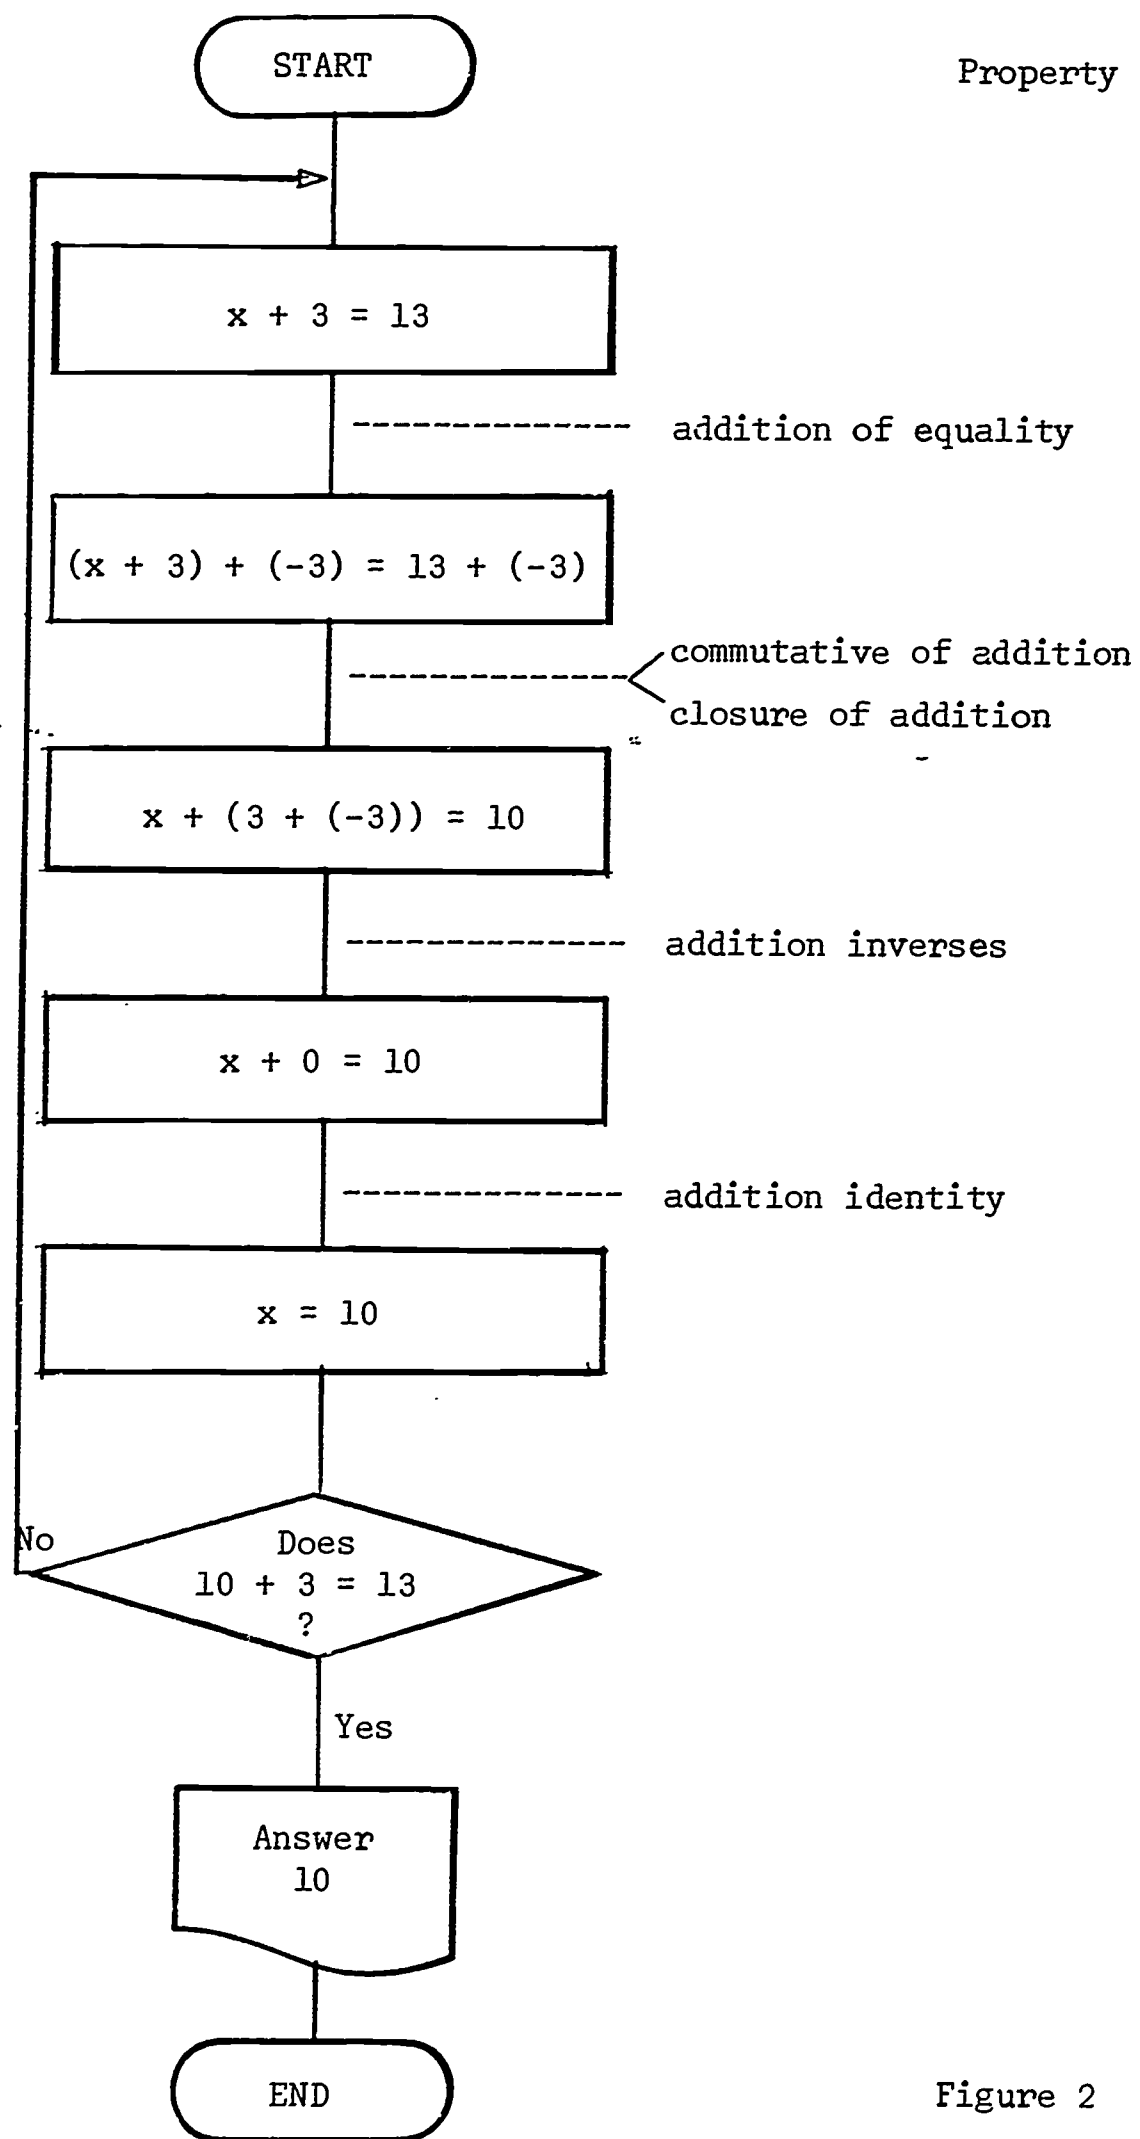 START
Property
x + 3 = 13
addition of equality
(x + 3) + (-3) = 13 + (-3)
commutative of addition
closure of addition
x + (3 + (-3)) = 10
addition inverses
x + 0 = 10
addition identity
x = 10
No
Does
10 + 3 = 13
?
Yes
Answer
10
END
Figure 2